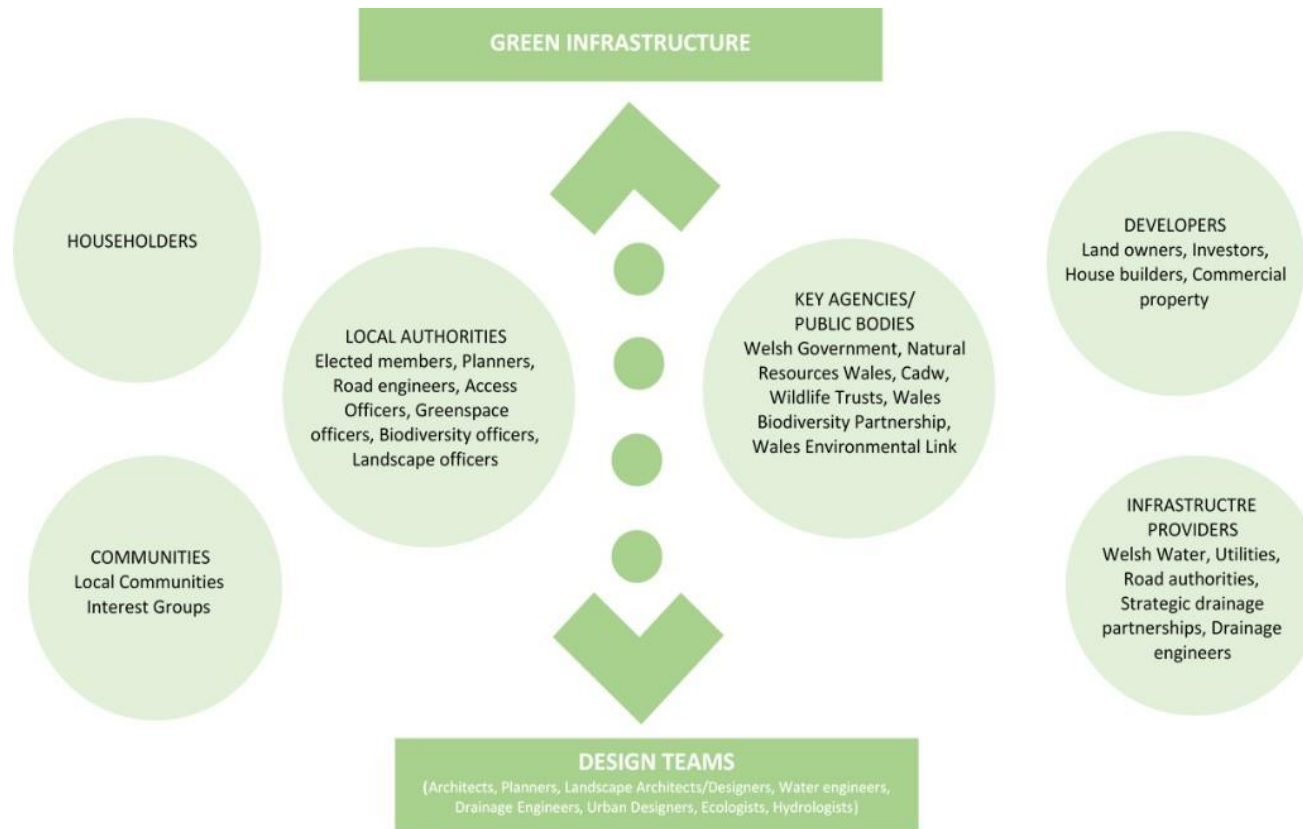 GREEN INFRASTRUCTURE
HOUSEHOLDERS
COMMUNITIES
Local Communities
Interest Groups
LOCAL AUTHORITIES
Elected members, Planners,
Road engineers, Access
Officers, Greenspace
officers, Biodiversity officers,
Landscape officers
KEY AGENCIES/
PUBLIC BODIES
Welsh Government, Natural
Resources Wales, Cadw,
Wildlife Trusts, Wales
Biodiversity Partnership,
Wales Environmental Link
DEVELOPERS
Land owners, Investors,
House builders, Commercial
property
INFRASTRUCTRE
PROVIDERS
Welsh Water, Utilities,
Road authorities,
Strategic drainage
partnerships, Drainage
engineers
DESIGN TEAMS
(Architects, Planners, Landscape Architects/Designers, Water engineers,
Drainage Engineers, Urban Designers, Ecologists, Hydrologists)